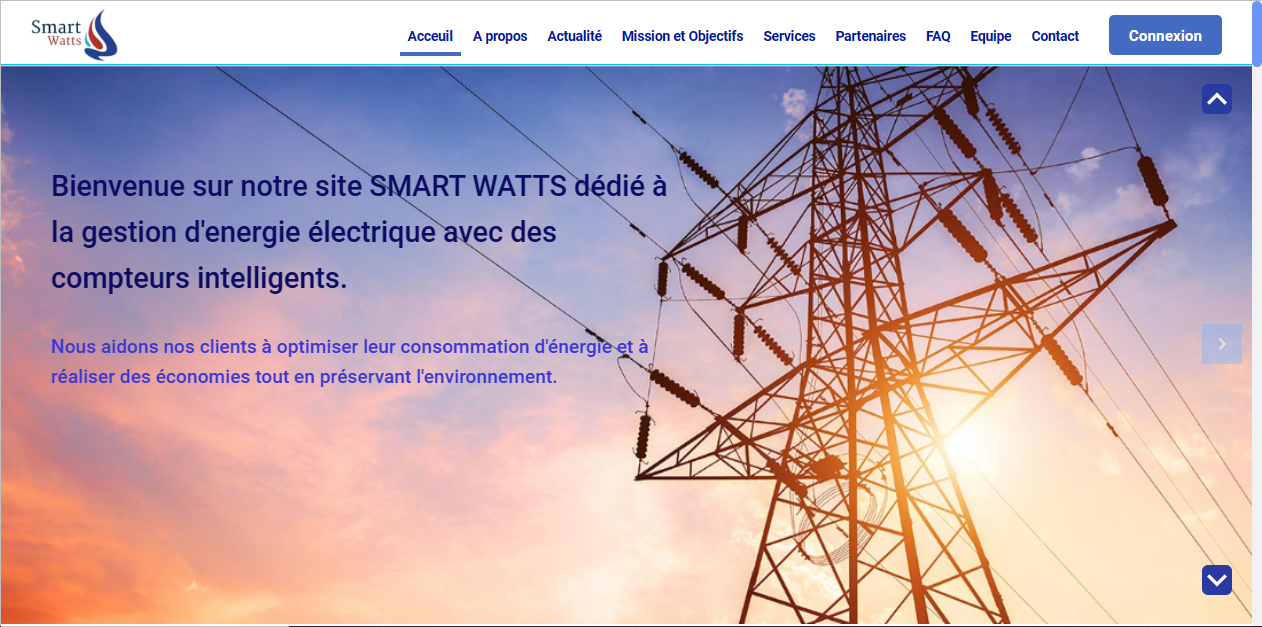 Smart
Watts
Acceuil A propos Actualité Mission et Objectifs Services Partenaires FAQ Equipe Contact Connexion
Bienvenue sur notre site SMART WATTS dédié à
la gestion d'energie électrique avec des
compteurs intelligents.
Nous aidons nos clients à optimiser leur consommation d'énergie et à
réaliser des économies tout en préservant l'environnement.